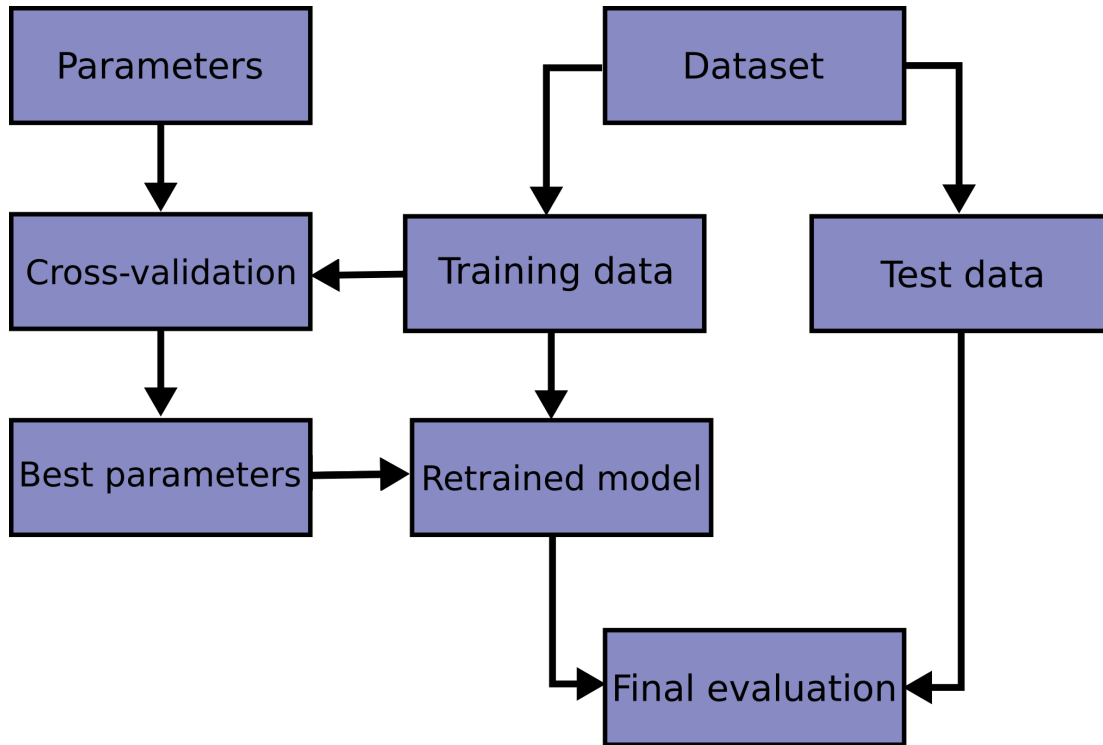 Parameters
Dataset
Cross-validation
Training data
Test data
Best parameters
Retrained model
Final evaluation